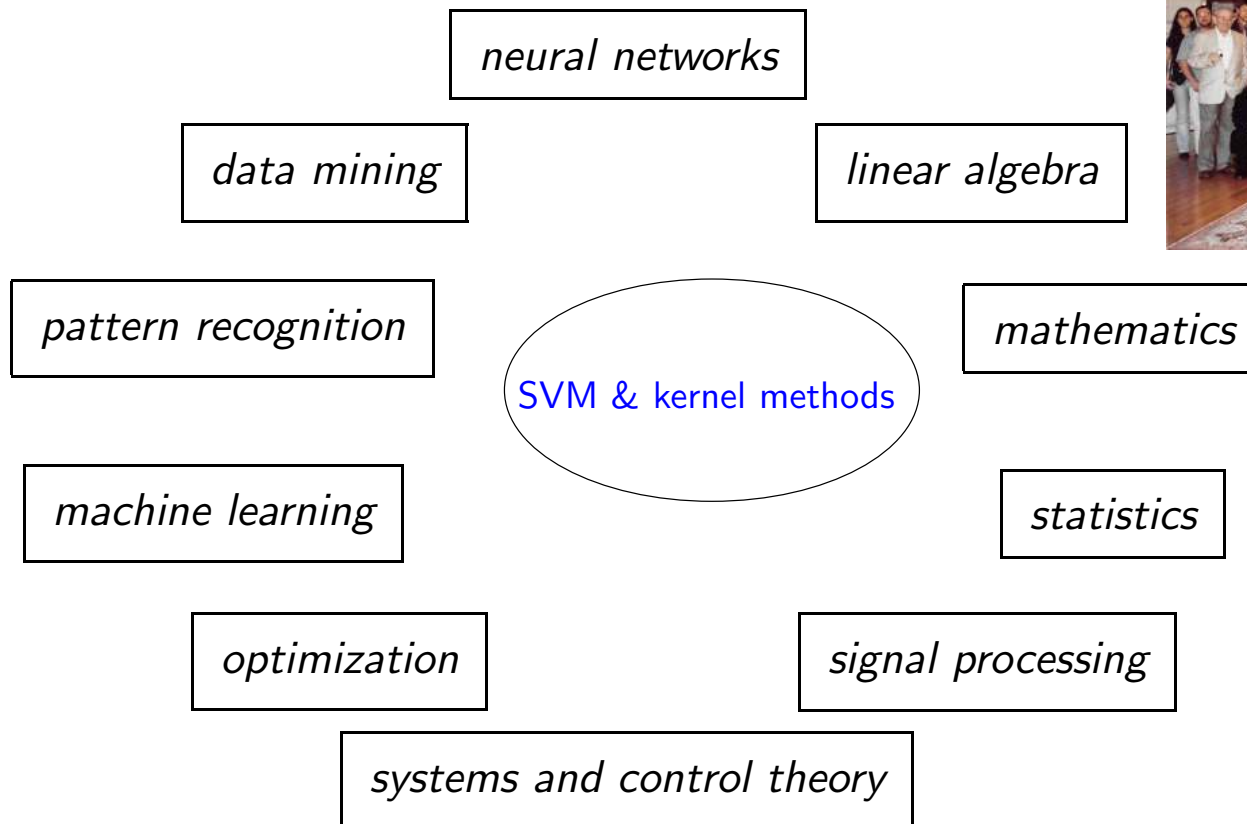 neural networks
data mining
linear algebra
pattern recognition
mathematics
SVM & kernel methods
machine learning
statistics
optimization
signal processing
systems and control theory